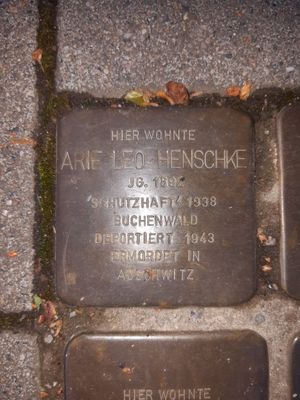 HIER WOHNTE
ARIE LEO HENSCHKE
JG. 1892
'SCHUTZHAFT' 1938
BUCHENWALD
DEPORTIERT 1943
ERMORDET IN
AUSCHWITZ
HIER WOHNTE